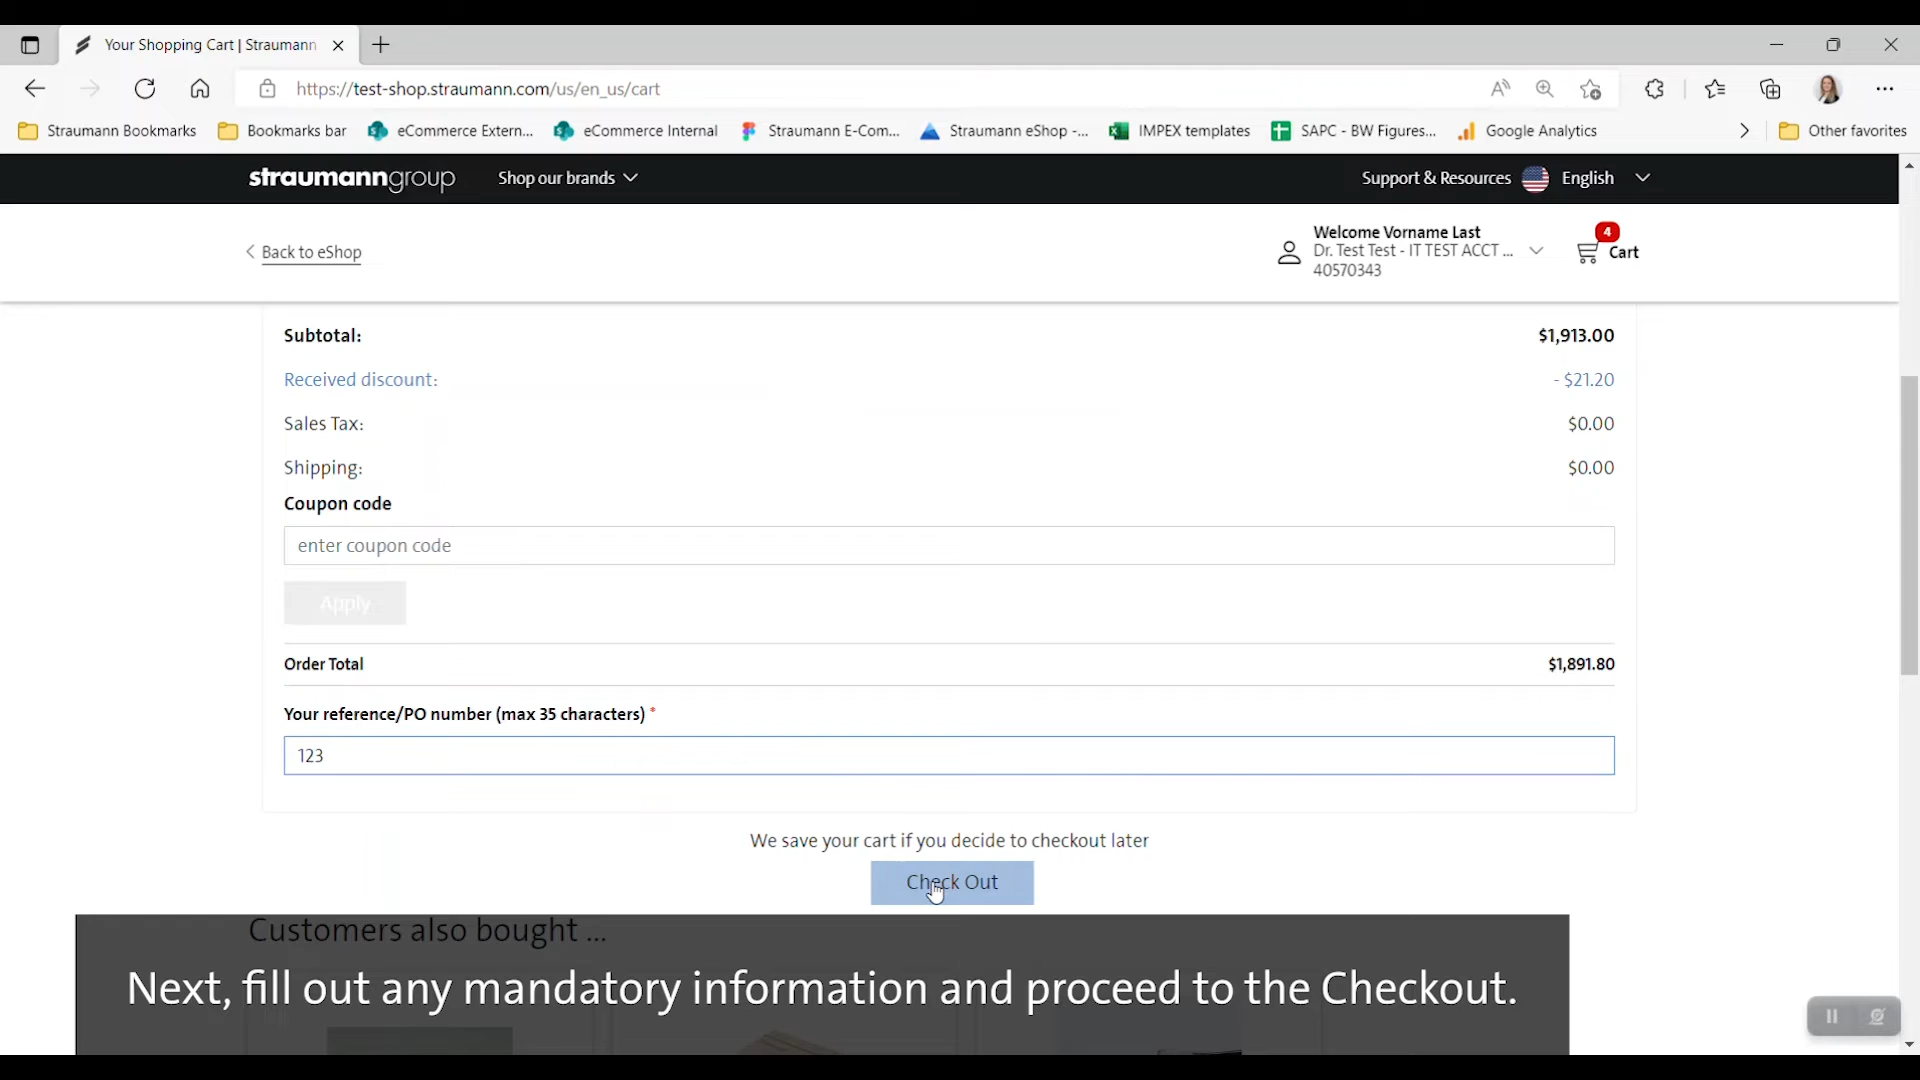 Your Shopping Cart | Straumann
https://test-shop.straumann.com/us/en_us/cart
Straumann Bookmarks
Bookmarks bar
eCommerce Extern...
eCommerce Internal
Straumann E-Com...
Straumann eShop -...
IMPEX templates
SAPC - BW Figures...
Google Analytics
Other favorites
straumanngroup
Shop our brands
Support & Resources
English
Back to eShop
Welcome Vorname Last
Dr. Test Test - IT TEST ACCT ...
40570343
4
Cart
Subtotal: $1,913.00
Received discount: - $21.20
Sales Tax: $0.00
Shipping: $0.00
Coupon code
enter coupon code
Apply
Order Total $1,891.80
Your reference/PO number (max 35 characters) *
123
We save your cart if you decide to checkout later
Check Out
Customers also bought ...
Next, fill out any mandatory information and proceed to the Checkout.